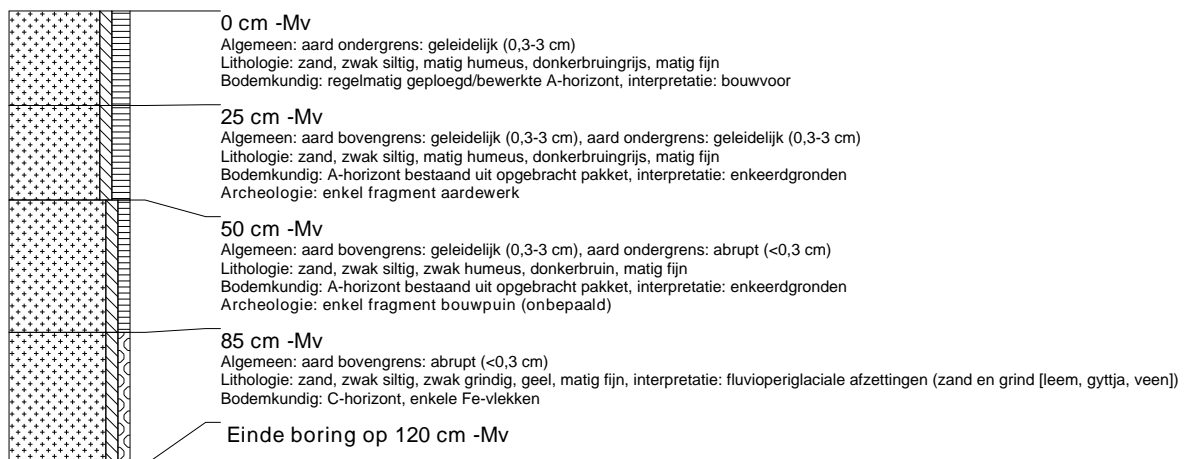 0 cm -Mv
Algemeen: aard ondergrens: geleidelijk (0,3-3 cm)
Lithologie: zand, zwak siltig, matig humeus, donkerbruingrijs, matig fijn
Bodemkundig: regelmatig geploegd/bewerkte A-horizont, interpretatie: bouwvoor
25 cm -Mv
Algemeen: aard bovengrens: geleidelijk (0,3-3 cm), aard ondergrens: geleidelijk (0,3-3 cm)
Lithologie: zand, zwak siltig, matig humeus, donkerbruingrijs, matig fijn
Bodemkundig: A-horizont bestaand uit opgebracht pakket, interpretatie: enkeerdgronden
Archeologie: enkel fragment aardewerk
50 cm -Mv
Algemeen: aard bovengrens: geleidelijk (0,3-3 cm), aard ondergrens: abrupt (<0,3 cm)
Lithologie: zand, zwak siltig, zwak humeus, donkerbruin, matig fijn
Bodemkundig: A-horizont bestaand uit opgebracht pakket, interpretatie: enkeerdgronden
Archeologie: enkel fragment bouwpuin (onbepaald)
85 cm -Mv
Algemeen: aard bovengrens: abrupt (<0,3 cm)
Lithologie: zand, zwak siltig, zwak grindig, geel, matig fijn, interpretatie: fluvioperiglaciale afzettingen (zand en grind [leem, gyttja, veen])
Bodemkundig: C-horizont, enkele Fe-vlekken
Einde boring op 120 cm -Mv